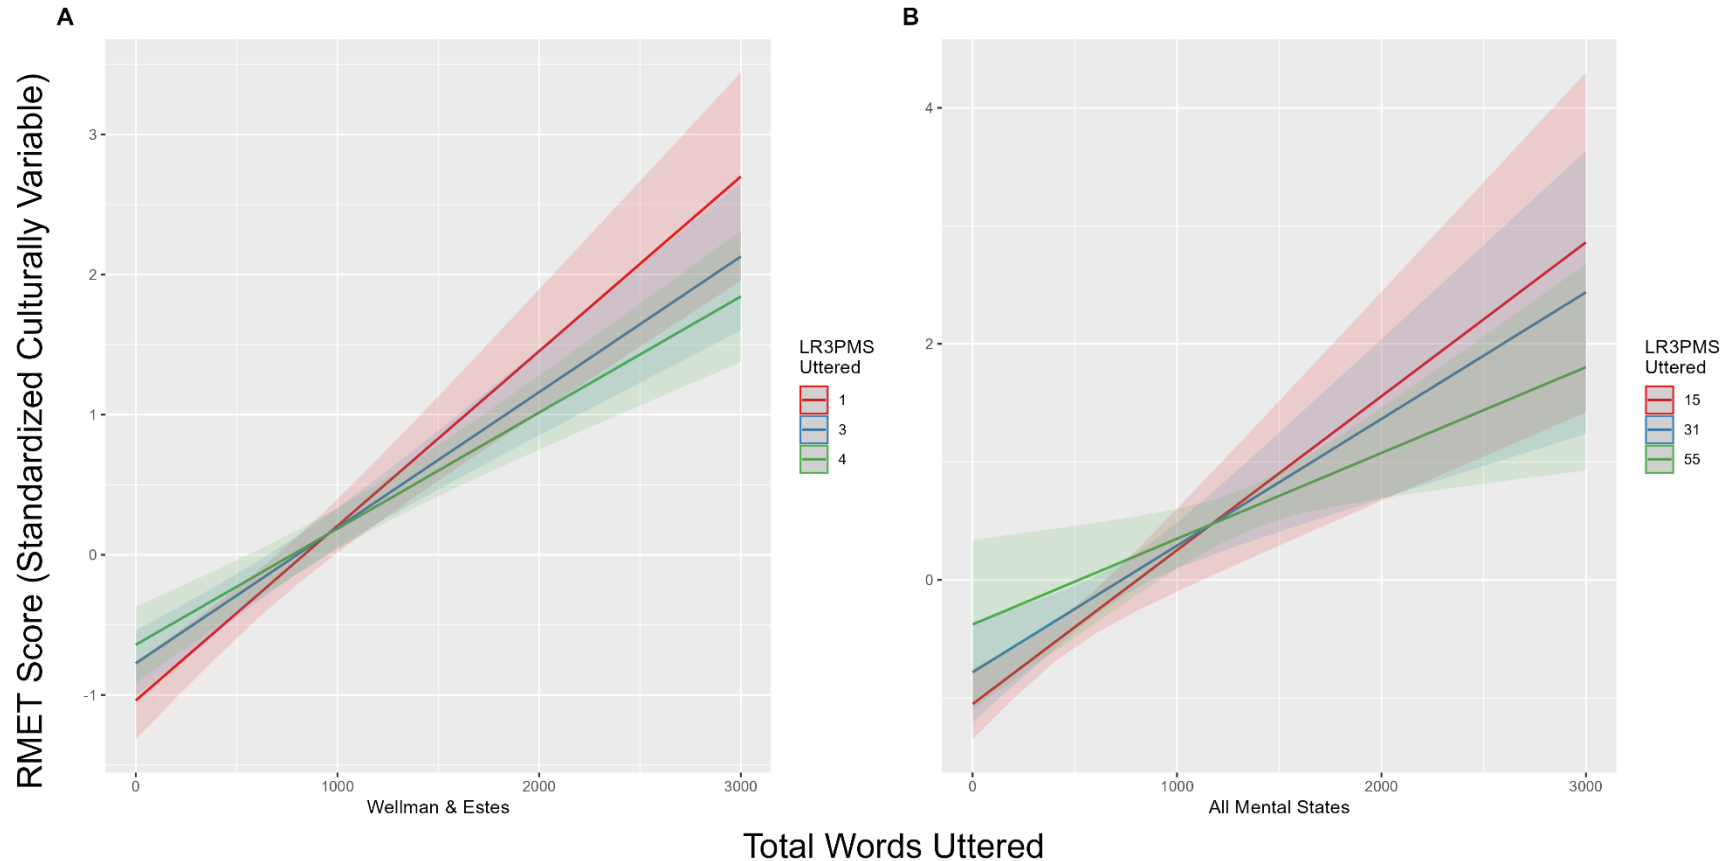 A
B
RMET Score (Standardized Culturally Variable)
3
2
1
0
-1
0
1000
2000
3000
Wellman & Estes
LR3PMS
Uttered
1
3
4
4
2
0
0
1000
2000
3000
All Mental States
LR3PMS
Uttered
15
31
55
Total Words Uttered